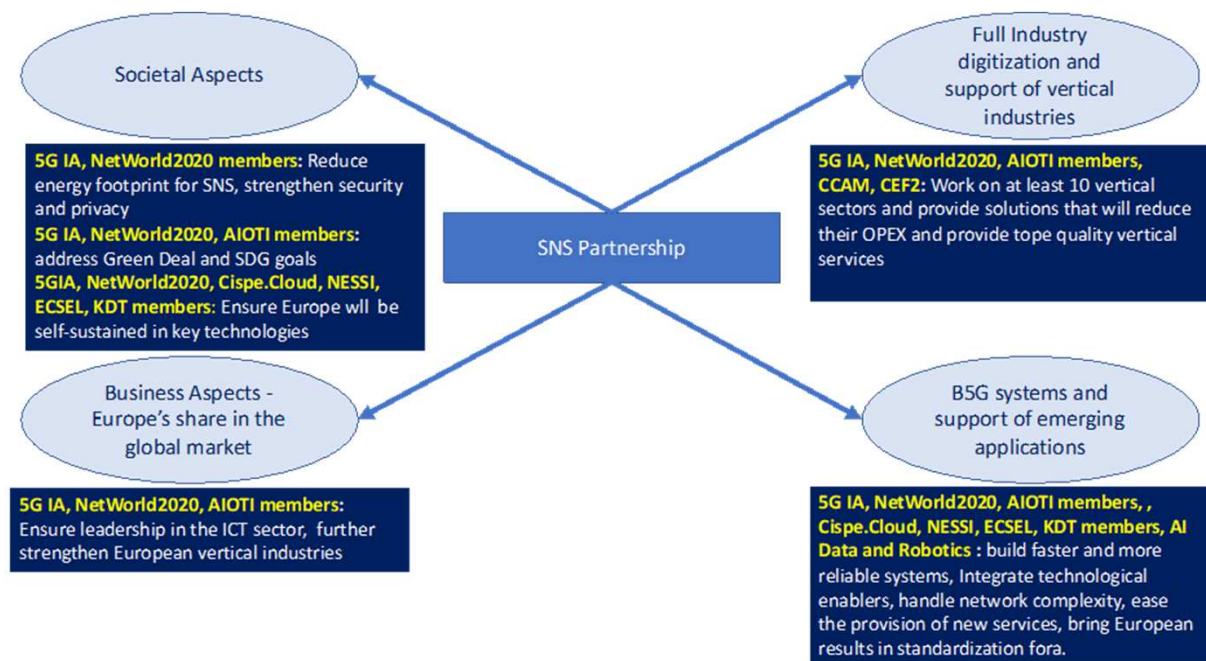 Societal Aspects
5G IA, NetWorld2020 members: Reduce
energy footprint for SNS, strengthen security
and privacy
5G IA, NetWorld2020, AIOTI members:
address Green Deal and SDG goals
5GIA, NetWorld2020, Cispe.Cloud, NESSI,
ECSEL, KDT members: Ensure Europe will be
self-sustained in key technologies
Full Industry
digitization and
support of vertical
industries
5G IA, NetWorld2020, AIOTI members,
CCAM, CEF2: Work on at least 10 vertical
sectors and provide solutions that will reduce
their OPEX and provide tope quality vertical
services
SNS Partnership
Business Aspects -
Europe's share in the
global market
5G IA, NetWorld2020, AIOTI members:
Ensure leadership in the ICT sector, further
strengthen European vertical industries
B5G systems and
support of emerging
applications
5G IA, NetWorld2020, AIOTI members, ,
Cispe.Cloud, NESSI, ECSEL, KDT members, AI
Data and Robotics : build faster and more
reliable systems, Integrate technological
enablers, handle network complexity, ease
the provision of new services, bring European
results in standardization fora.